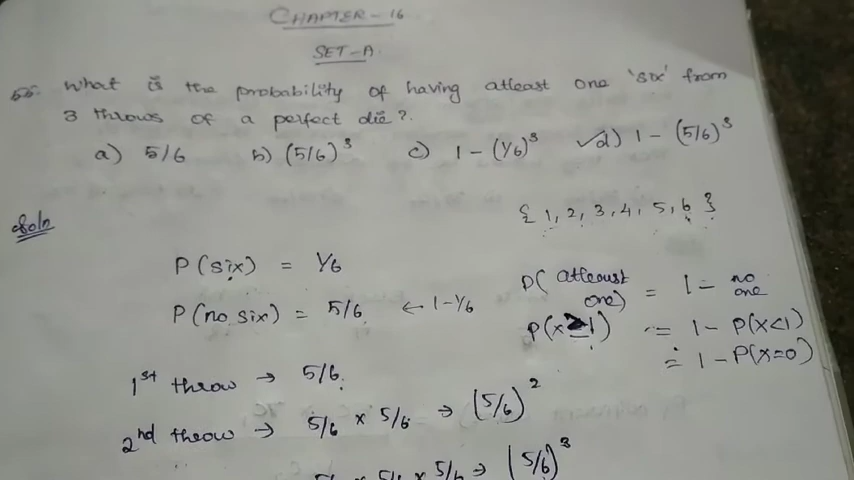 CHAPTER-16
SET-A
55. What is the probability of having atleast one 'six' from
3 throws of a perfect die?
a) 5/6 b) (5/6)³ c) 1 - (1/6)³ ✓d) 1 - (5/6)³
Soln
{ 1, 2, 3, 4, 5, 6 }
P(six) = 1/6
P(no six) = 5/6 ← 1-1/6
P( atleast one) = 1 - no one
P(x≥1) = 1 - P(x<1)
= 1 - P(x=0)
1st throw → 5/6
2nd throw → 5/6 × 5/6 → (5/6)²
5/6 × 5/6 × 5/6 → (5/6)³